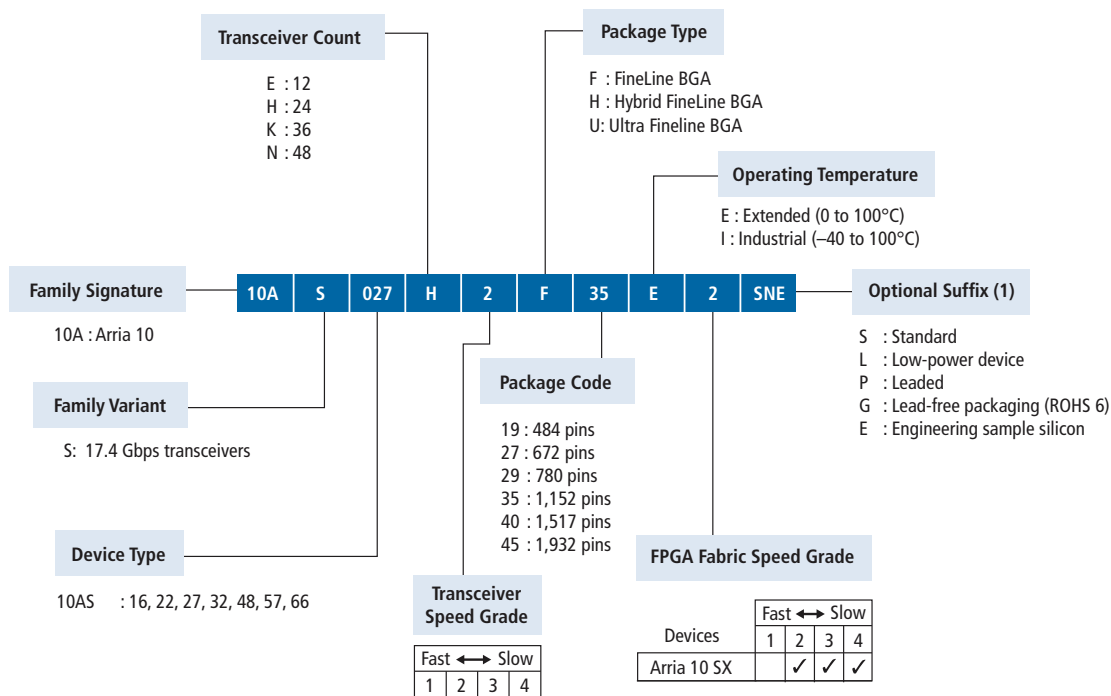 Transceiver Count
E : 12
H : 24
K : 36
N : 48
Package Type
F : FineLine BGA
H : Hybrid FineLine BGA
U: Ultra Fineline BGA
Operating Temperature
E : Extended (0 to 100°C)
I : Industrial (–40 to 100°C)
Family Signature
10A : Arria 10
10A S 027 H 2 F 35 E 2 SNE
Optional Suffix (1)
S : Standard
L : Low-power device
P : Leaded
G : Lead-free packaging (ROHS 6)
E : Engineering sample silicon
Family Variant
S: 17.4 Gbps transceivers
Package Code
19 : 484 pins
27 : 672 pins
29 : 780 pins
35 : 1,152 pins
40 : 1,517 pins
45 : 1,932 pins
Device Type
10AS : 16, 22, 27, 32, 48, 57, 66
Transceiver
Speed Grade
Fast ↔ Slow
1 2 3 4
FPGA Fabric Speed Grade
Fast ↔ Slow
Devices 1 2 3 4
Arria 10 SX ✓ ✓ ✓